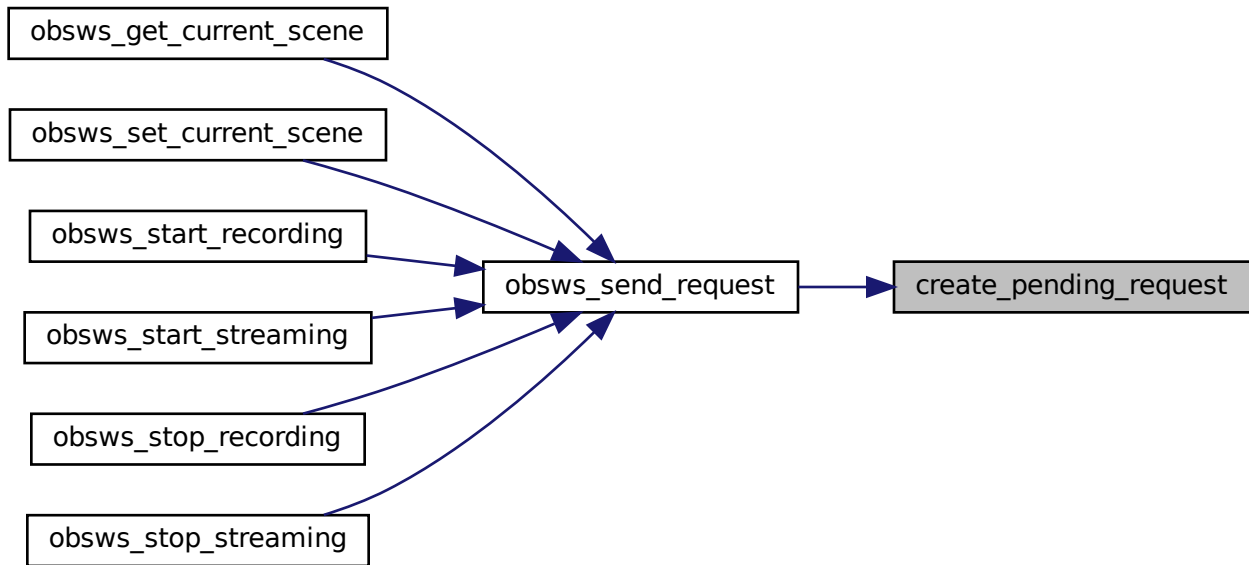 obsws_get_current_scene
obsws_set_current_scene
obsws_start_recording
obsws_start_streaming
obsws_stop_recording
obsws_stop_streaming
obsws_send_request
create_pending_request